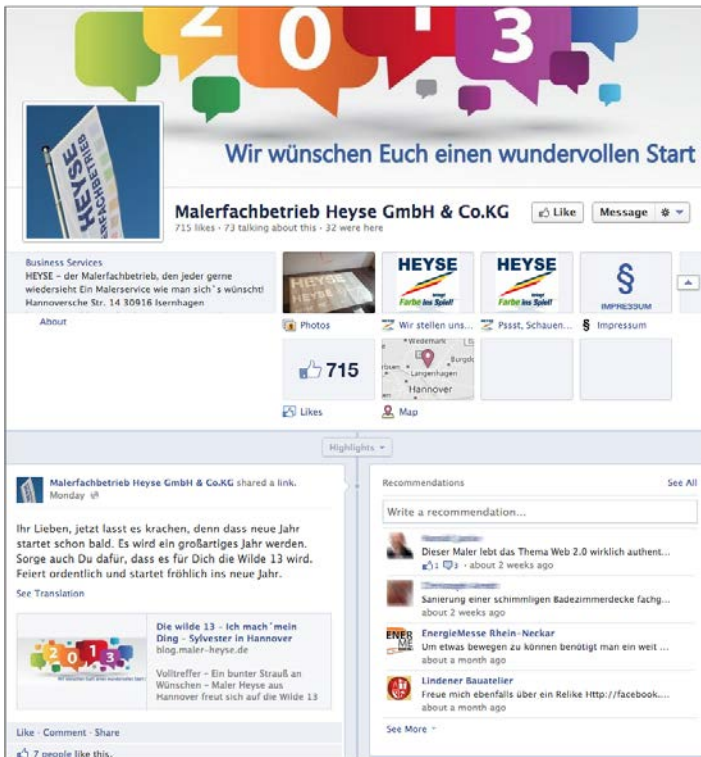 2013
Wir wünschen Euch einen wundervollen Start
HEYSE
FACHBETRIEB
Malerfachbetrieb Heyse GmbH & Co.KG
Like
Message
715 likes · 73 talking about this · 32 were here
Business Services
HEYSE – der Malerfachbetrieb, den jeder gerne
wiedersieht Ein Malerservice wie man sich`s wünscht!
Hannoversche Str. 14 30916 Isernhagen
About
HEYSE
HEYSE
bringt
Farbe ins Spiel!
HEYSE
bringt
Farbe ins Spiel!
§
IMPRESSUM
Photos
Wir stellen uns...
Pssst, Schauen...
§ Impressum
715
Wedemark
Burgd
Langenhagen
Hannover
Likes
Map
Highlights
Malerfachbetrieb Heyse GmbH & Co.KG shared a link.
Monday
Ihr Lieben, jetzt lasst es krachen, denn dass neue Jahr
startet schon bald. Es wird ein großartiges Jahr werden.
Sorge auch Du dafür, dass es für Dich die Wilde 13 wird.
Feiert ordentlich und startet fröhlich ins neue Jahr.
See Translation
2013
Die wilde 13 - Ich mach`mein
Ding - Sylvester in Hannover
blog.maler-heyse.de
Volltreffer – Ein bunter Strauß an
Wünschen – Maler Heyse aus
Hannover freut sich auf die Wilde 13
Like · Comment · Share
7 people like this.
Recommendations
See All
Write a recommendation...
Dieser Maler lebt das Thema Web 2.0 wirklich authent...
1 3 · about 2 weeks ago
Sanierung einer schimmligen Badezimmerdecke fachg...
about 2 weeks ago
ENER
ME
EnergieMesse Rhein-Neckar
Um etwas bewegen zu können benötigt man ein weit ...
about a month ago
Lindener Bauatelier
Freue mich ebenfalls über ein Relike Http://facebook....
about a month ago
See More